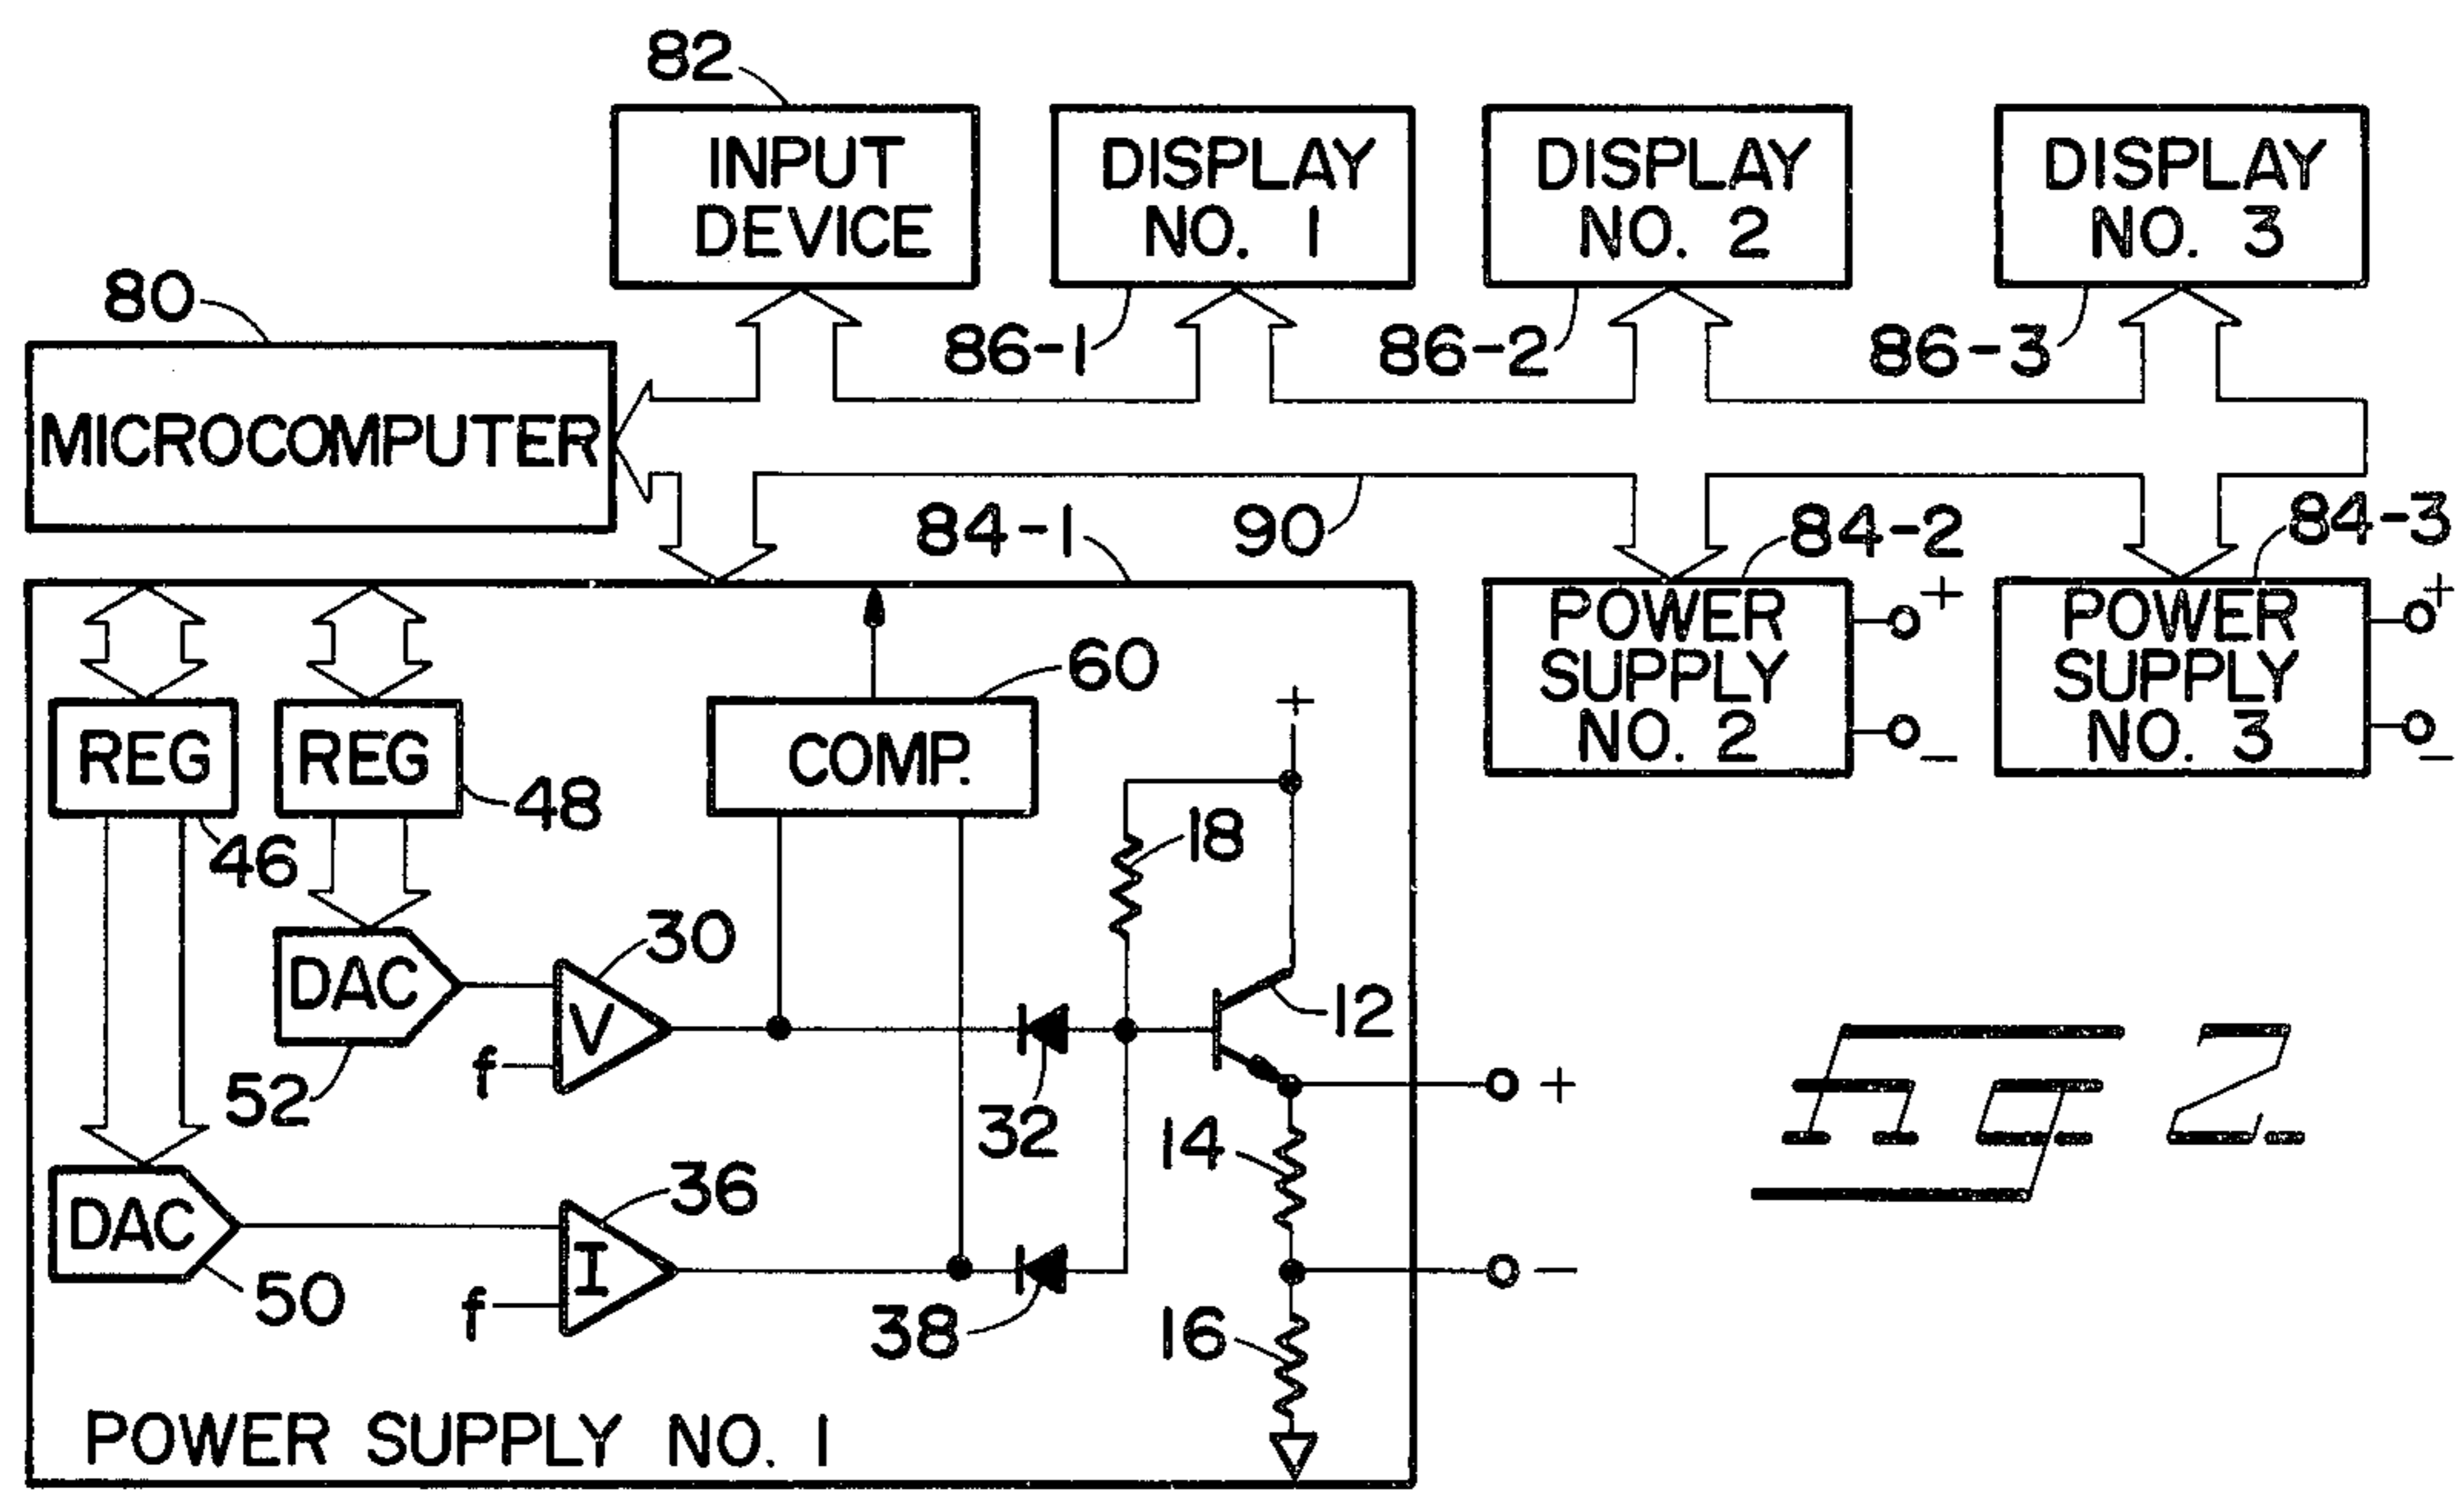 82
INPUT
DEVICE
DISPLAY
NO. 1
DISPLAY
NO. 2
DISPLAY
NO. 3
80
86-1
86-2
86-3
MICROCOMPUTER
84-1
90
84-2
84-3
POWER
SUPPLY
NO. 2
+
−
POWER
SUPPLY
NO. 3
+
−
60
REG
REG
COMP.
+
48
46
18
30
DAC
V
12
f
52
32
+
14
36
DAC
I
50
f
38
−
16
POWER SUPPLY NO. 1
FIG 2